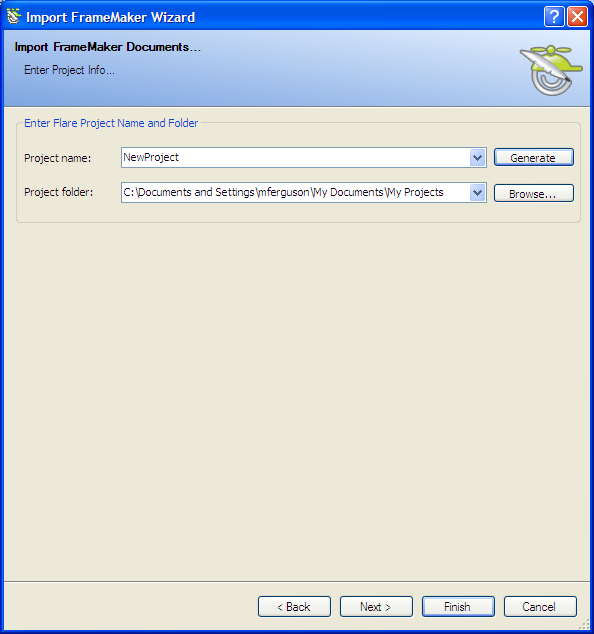 Import FrameMaker Wizard
Import FrameMaker Documents...
Enter Project Info...
Enter Flare Project Name and Folder
Project name: NewProject Generate
Project folder: C:\Documents and Settings\mferguson\My Documents\My Projects Browse...
< Back Next > Finish Cancel